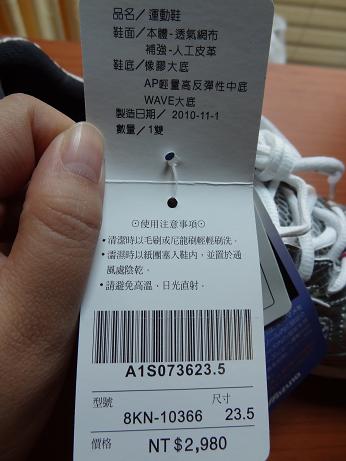 品名／運動鞋
鞋面／本體-透氣網布
補強-人工皮革
鞋底／橡膠大底
AP輕量高反彈性中底
WAVE大底
製造日期／ 2010-11-1
數量／1雙
⊙使用注意事項⊙
•清潔時以毛刷或尼龍刷輕輕刷洗。
•濡濕時以紙團塞入鞋內，並置於通
風處陰乾。
•請避免高溫、日光直射。
A1S073623.5
型號 尺寸
8KN-10366 23.5
價格 NT$2,980